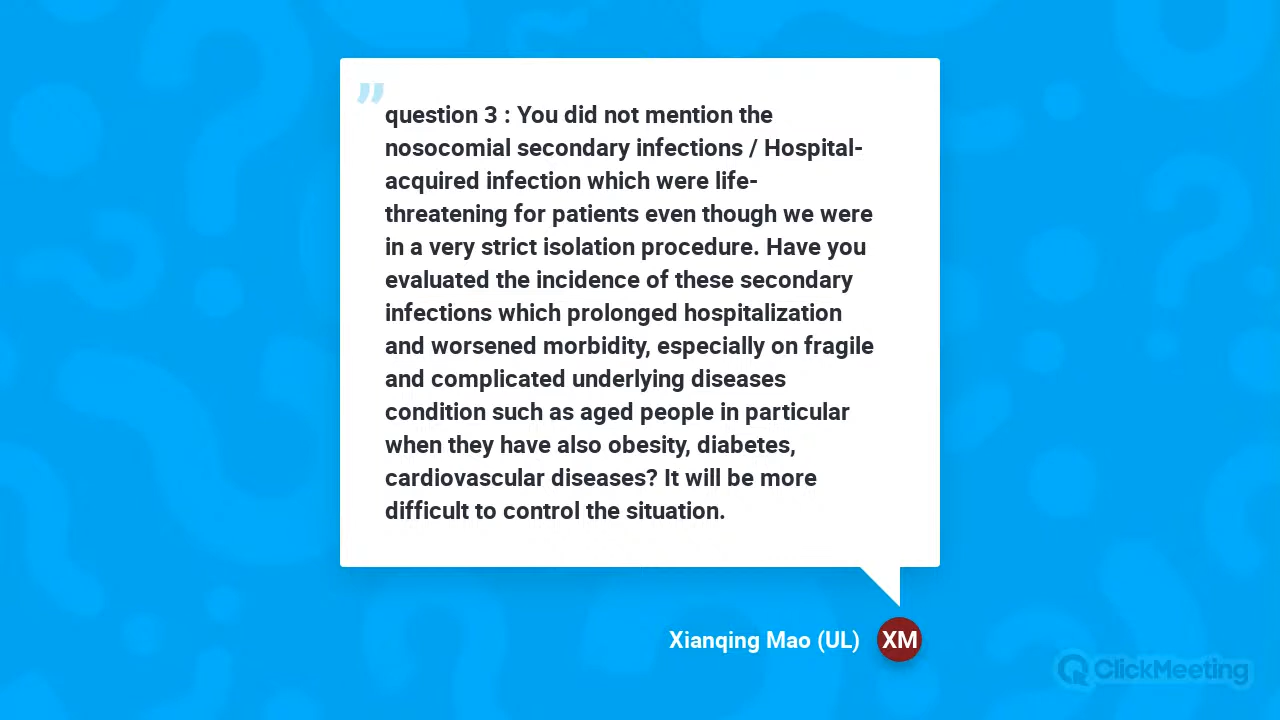 question 3 : You did not mention the
nosocomial secondary infections / Hospital-
acquired infection which were life-
threatening for patients even though we were
in a very strict isolation procedure. Have you
evaluated the incidence of these secondary
infections which prolonged hospitalization
and worsened morbidity, especially on fragile
and complicated underlying diseases
condition such as aged people in particular
when they have also obesity, diabetes,
cardiovascular diseases? It will be more
difficult to control the situation.
Xianqing Mao (UL) XM
ClickMeeting